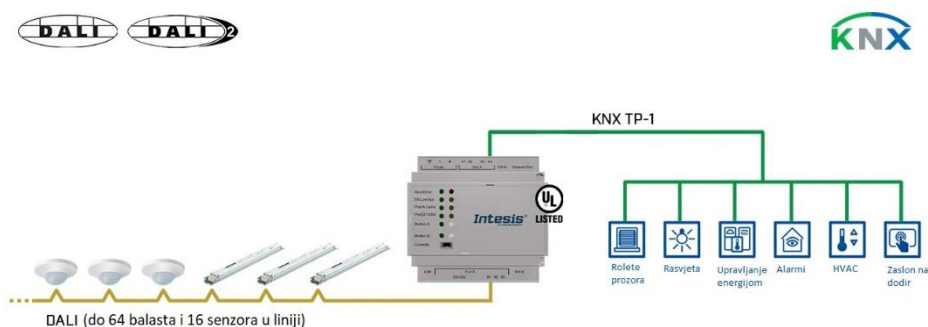 DALI DALI 2
KNX
KNX TP-1
UL
LISTED
Intesis
Rolete
prozora
Rasvjeta
Upravljanje
energijom
Alarmi
HVAC
Zaslon na
dodir
DALI (do 64 balasta i 16 senzora u liniji)